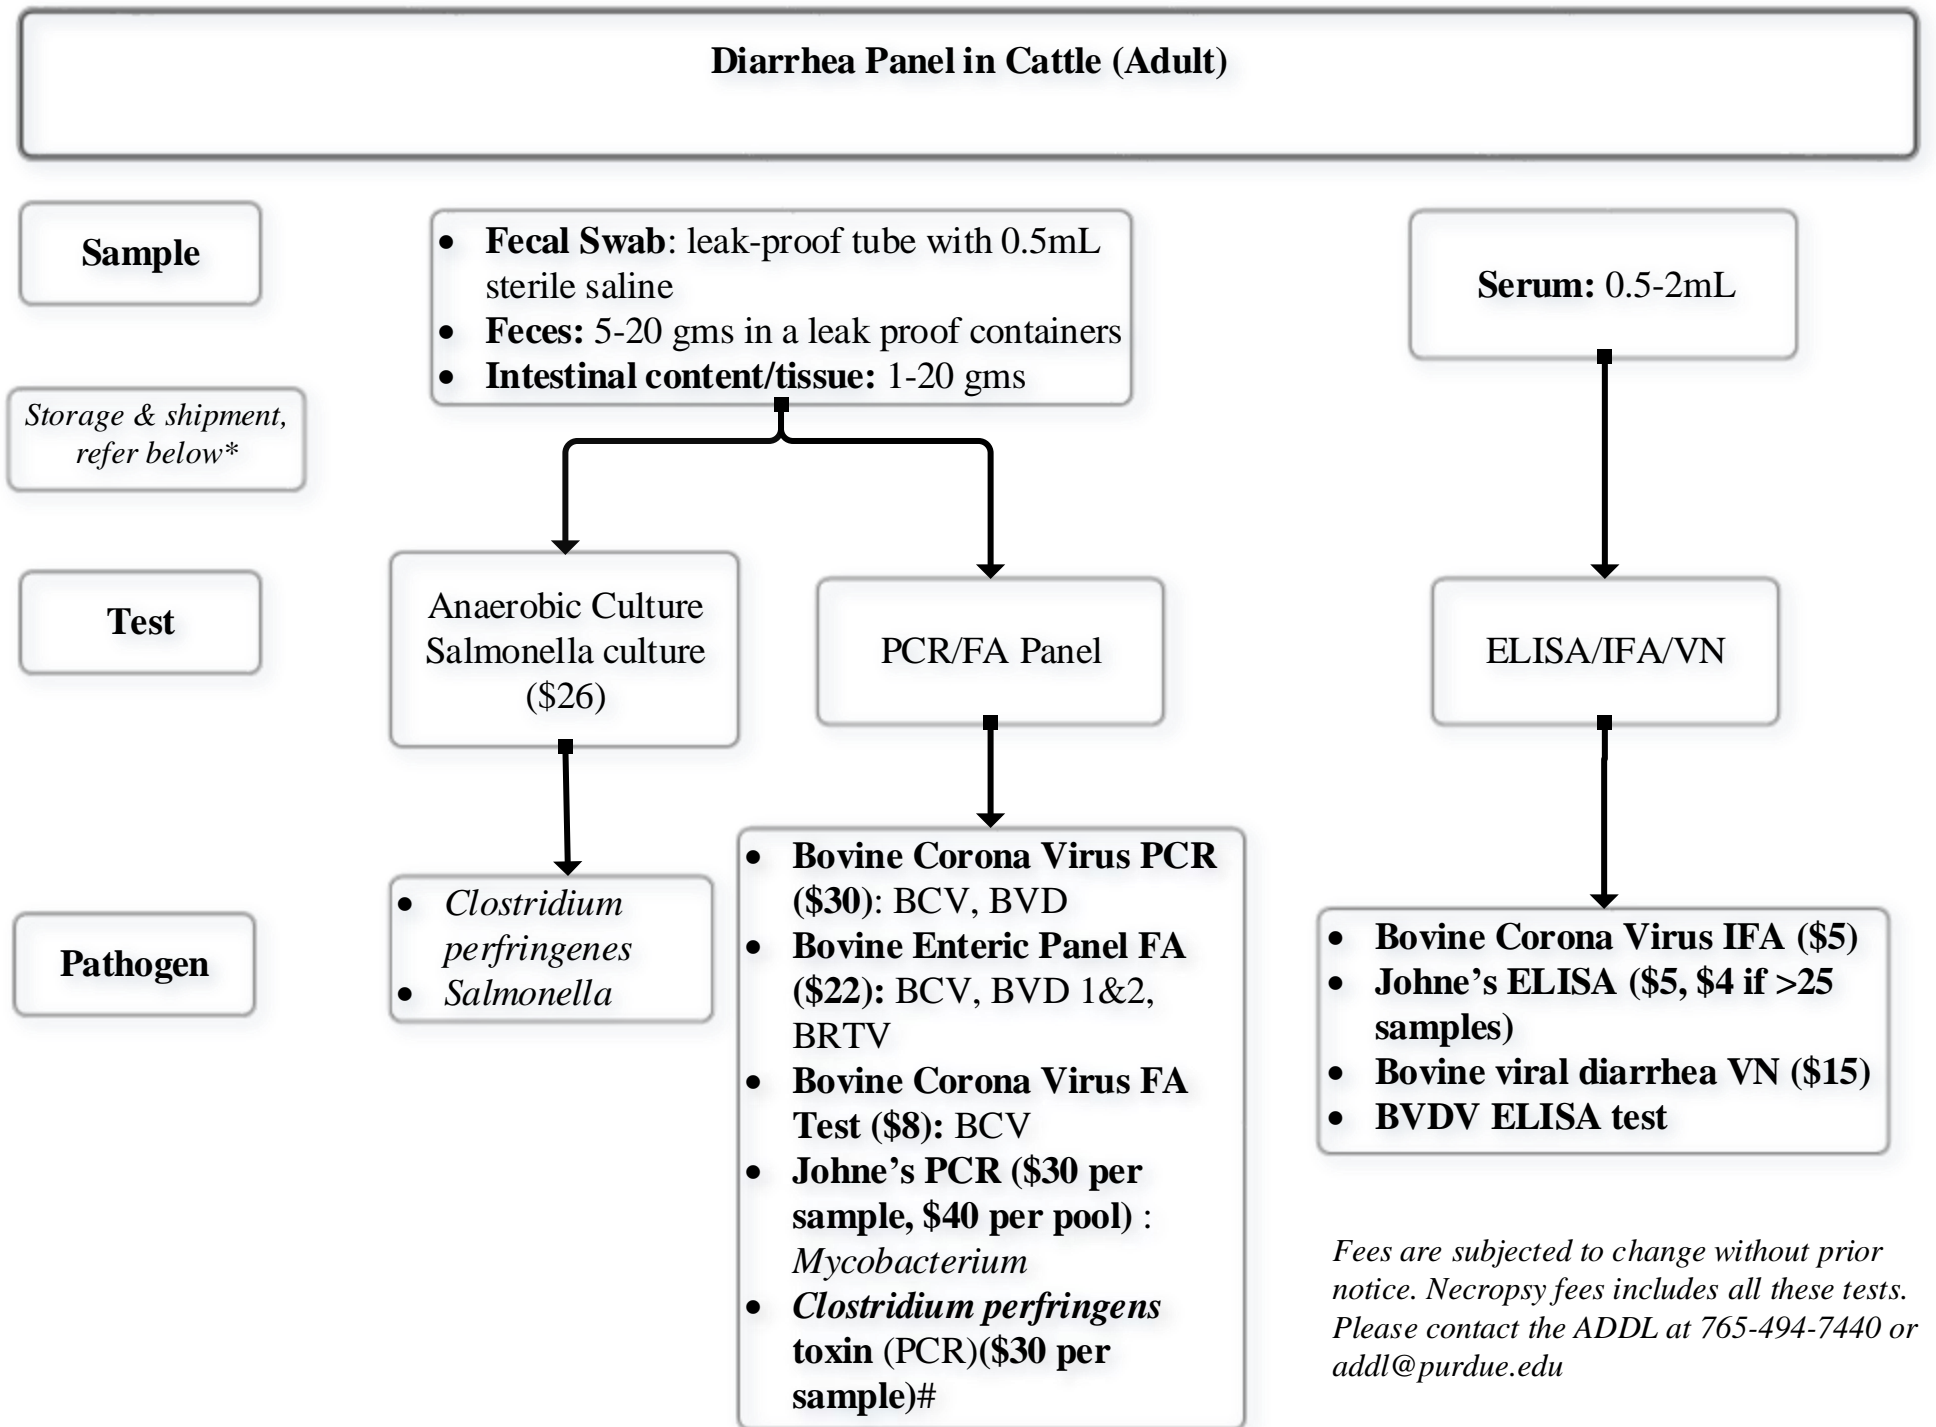 Diarrhea Panel in Cattle (Adult)
Sample
• Fecal Swab: leak-proof tube with 0.5mL
sterile saline
• Feces: 5-20 gms in a leak proof containers
• Intestinal content/tissue: 1-20 gms
Serum: 0.5-2mL
Storage & shipment,
refer below*
Test
Anaerobic Culture
Salmonella culture
($26)
PCR/FA Panel
ELISA/IFA/VN
Pathogen
• Clostridium
perfringenes
• Salmonella
• Bovine Corona Virus PCR
($30): BCV, BVD
• Bovine Enteric Panel FA
($22): BCV, BVD 1&2,
BRTV
• Bovine Corona Virus FA
Test ($8): BCV
• Johne’s PCR ($30 per
sample, $40 per pool) :
Mycobacterium
• Clostridium perfringens
toxin (PCR)($30 per
sample)#
• Bovine Corona Virus IFA ($5)
• Johne’s ELISA ($5, $4 if >25
samples)
• Bovine viral diarrhea VN ($15)
• BVDV ELISA test
Fees are subjected to change without prior
notice. Necropsy fees includes all these tests.
Please contact the ADDL at 765-494-7440 or
addl@purdue.edu